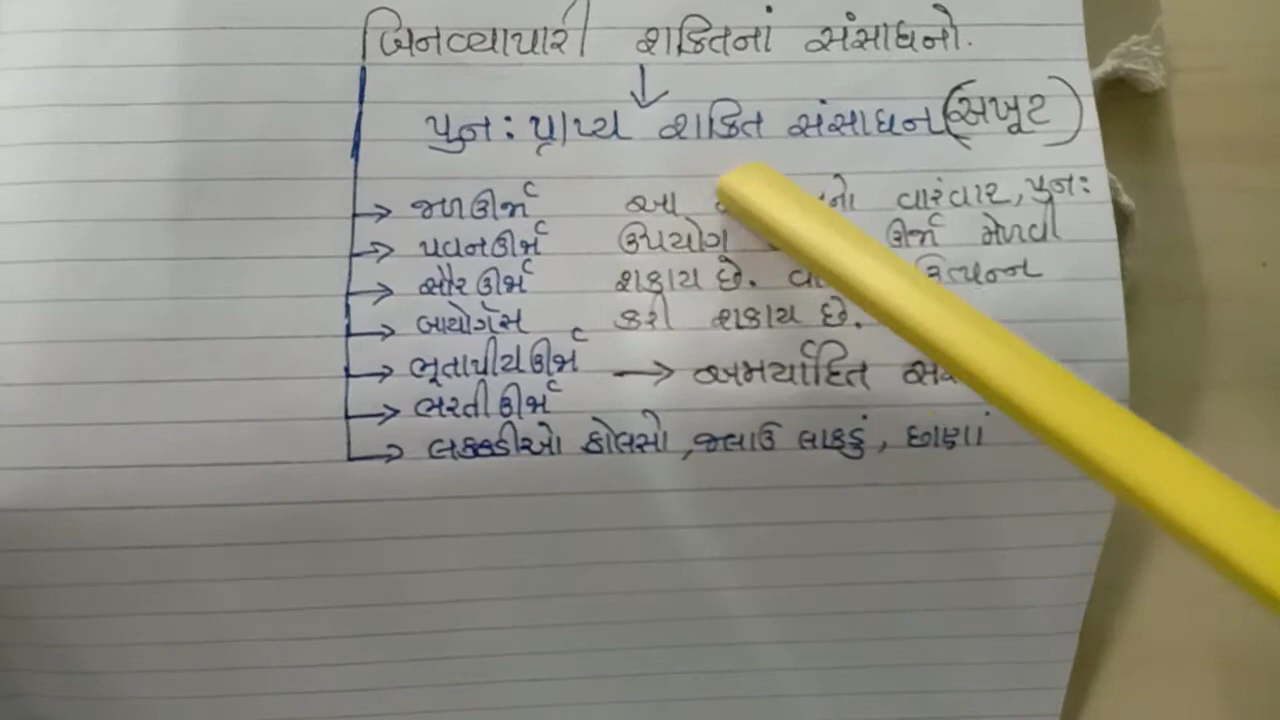 બિનવ્યાપારી શક્તિનાં સંસાધનો.
પુનઃ પ્રાપ્ય શક્તિ સંસાધન (અખૂટ)
→ જળઊર્જા આ વારંવાર, પુનઃ
→ પવનઊર્જા ઉપયોગ ઊર્જા મેળવી
→ સૌરઊર્જા શકાય છે.
→ બાયોગૅસ કરી શકાય છે.
→ ભૂતાપીયઊર્જા → અમર્યાદિત
→ ભરતીઊર્જા
→ લક્કડીઓ કોલસો, જલાઉ લાકડું, છાણાં